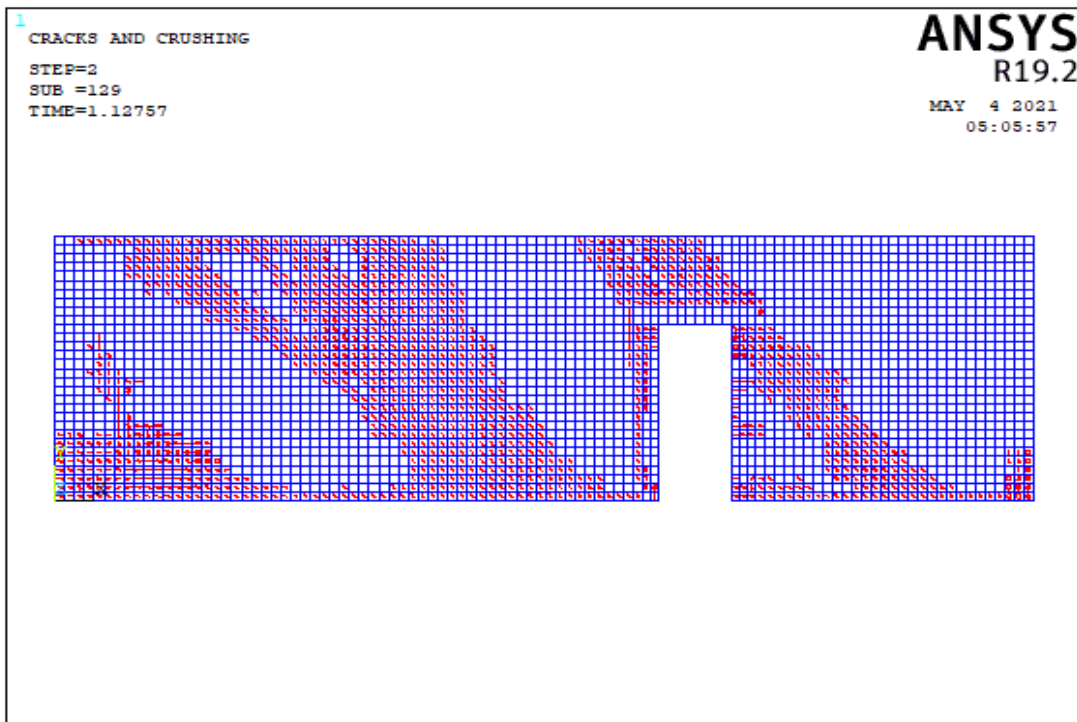 1
CRACKS AND CRUSHING
STEP=2
SUB =129
TIME=1.12757
ANSYS
R19.2
MAY  4 2021
05:05:57